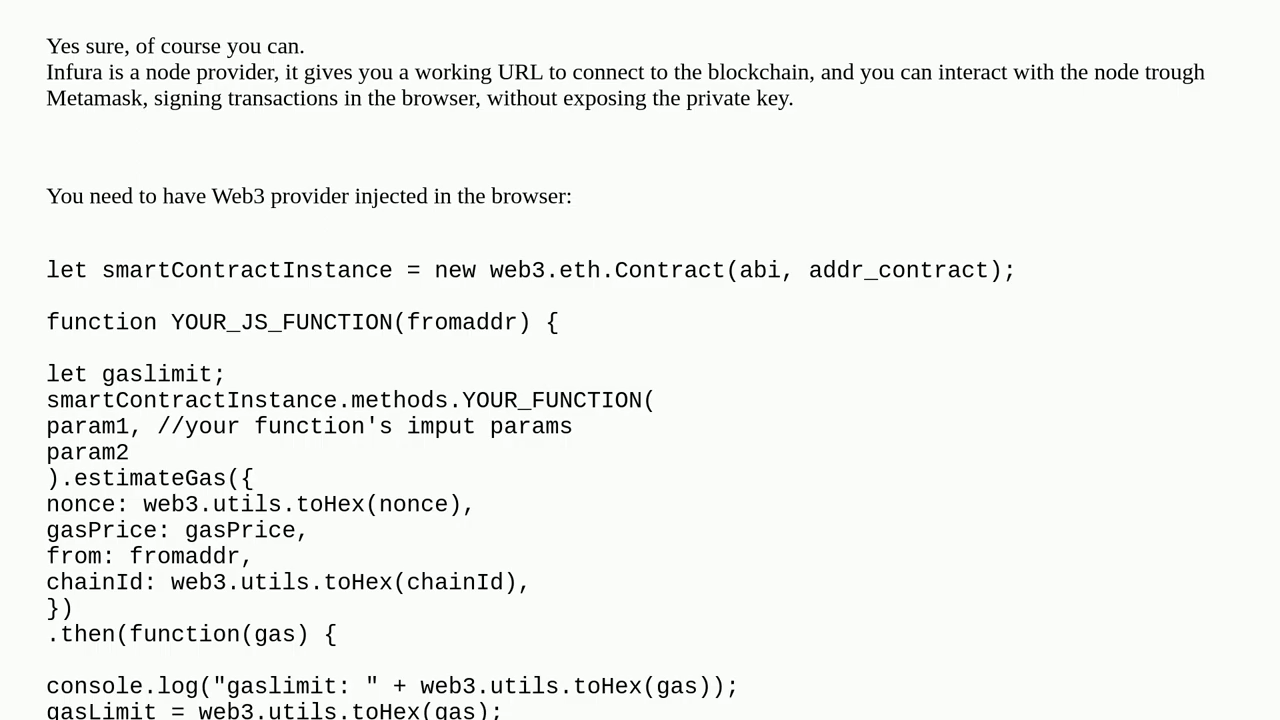 Yes sure, of course you can.
Infura is a node provider, it gives you a working URL to connect to the blockchain, and you can interact with the node trough
Metamask, signing transactions in the browser, without exposing the private key.
You need to have Web3 provider injected in the browser:
let smartContractInstance = new web3.eth.Contract(abi, addr_contract);
function YOUR_JS_FUNCTION(fromaddr) {
let gaslimit;
smartContractInstance.methods.YOUR_FUNCTION(
param1, //your function's imput params
param2
).estimateGas({
nonce: web3.utils.toHex(nonce),
gasPrice: gasPrice,
from: fromaddr,
chainId: web3.utils.toHex(chainId),
})
.then(function(gas) {
console.log("gaslimit: " + web3.utils.toHex(gas));
gasLimit = web3.utils.toHex(gas);